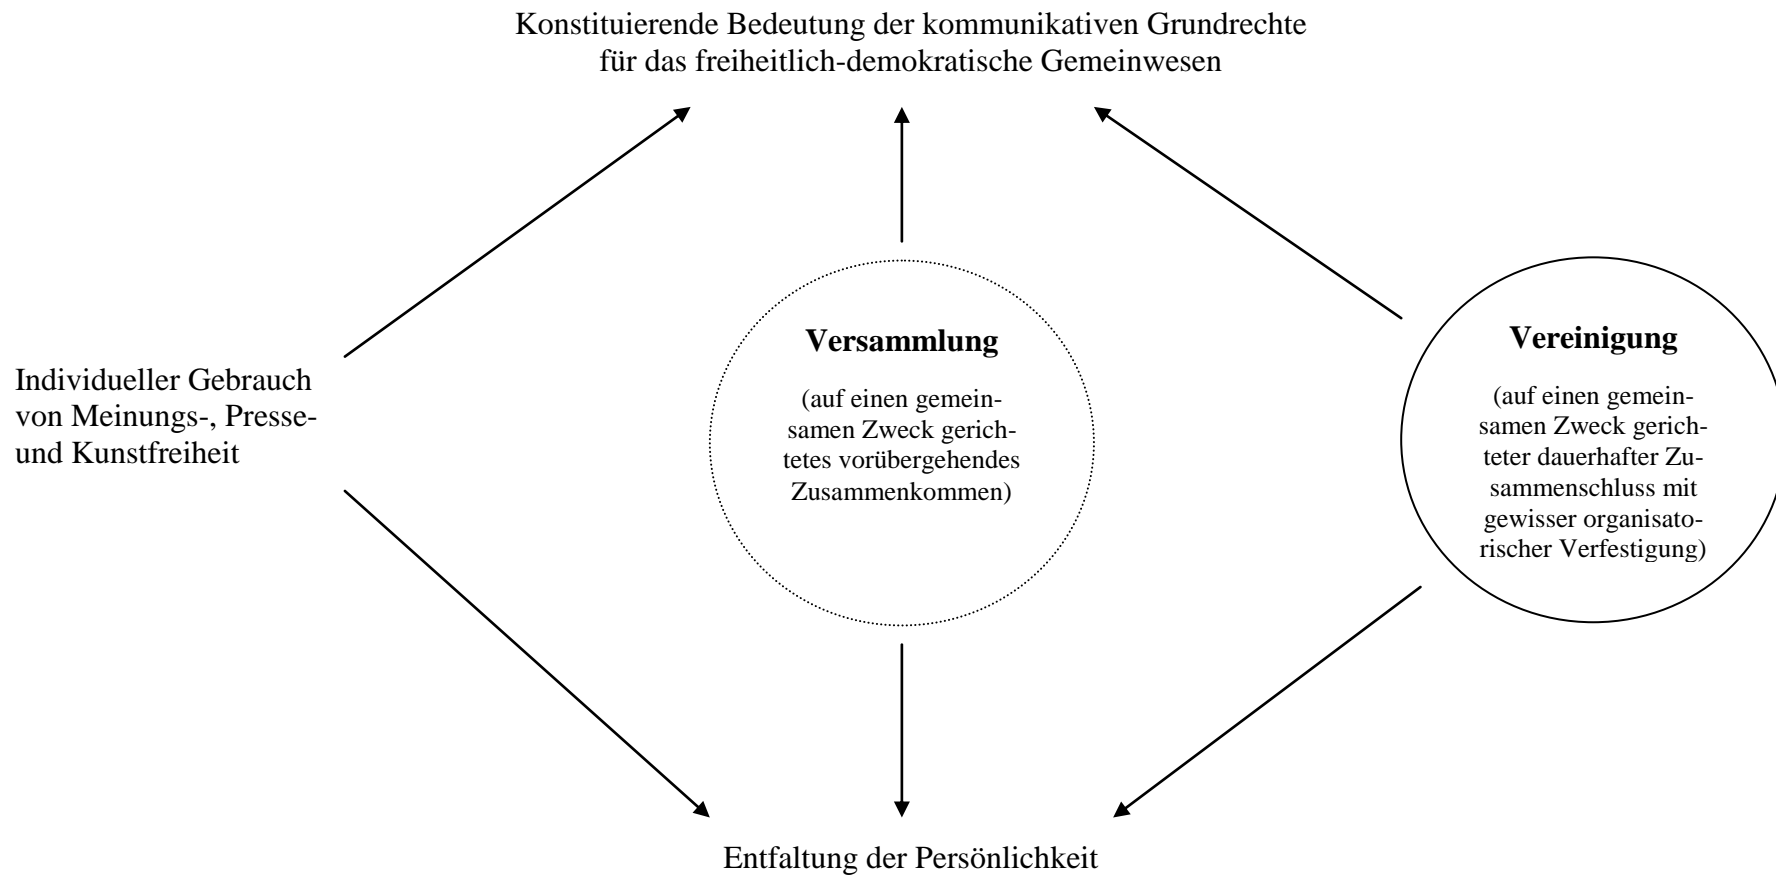 Konstituierende Bedeutung der kommunikativen Grundrechte
für das freiheitlich-demokratische Gemeinwesen
Individueller Gebrauch
von Meinungs-, Presse-
und Kunstfreiheit
Versammlung
(auf einen gemein-
samen Zweck gerich-
tetes vorübergehendes
Zusammenkommen)
Vereinigung
(auf einen gemein-
samen Zweck gerich-
teter dauerhafter Zu-
sammenschluss mit
gewisser organisato-
rischer Verfestigung)
Entfaltung der Persönlichkeit